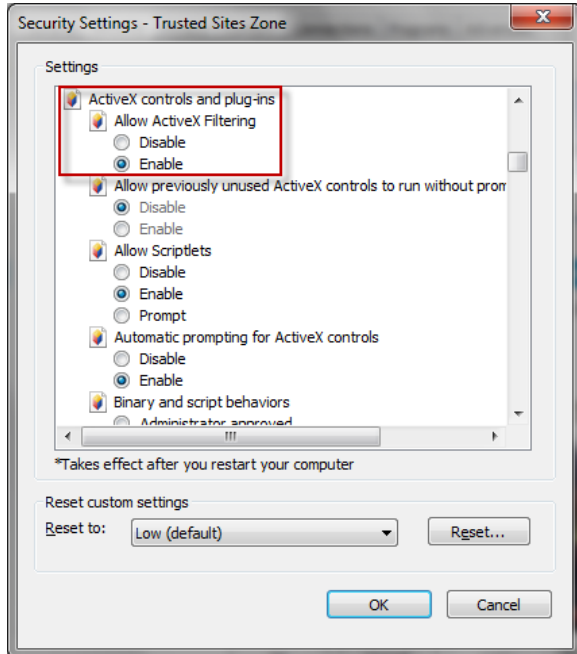 Security Settings - Trusted Sites Zone
Settings
ActiveX controls and plug-ins
Allow ActiveX Filtering
Disable
Enable
Allow previously unused ActiveX controls to run without prom
Disable
Enable
Allow Scriptlets
Disable
Enable
Prompt
Automatic prompting for ActiveX controls
Disable
Enable
Binary and script behaviors
Administrator approved
*Takes effect after you restart your computer
Reset custom settings
Reset to:
Low (default)
Reset...
OK
Cancel